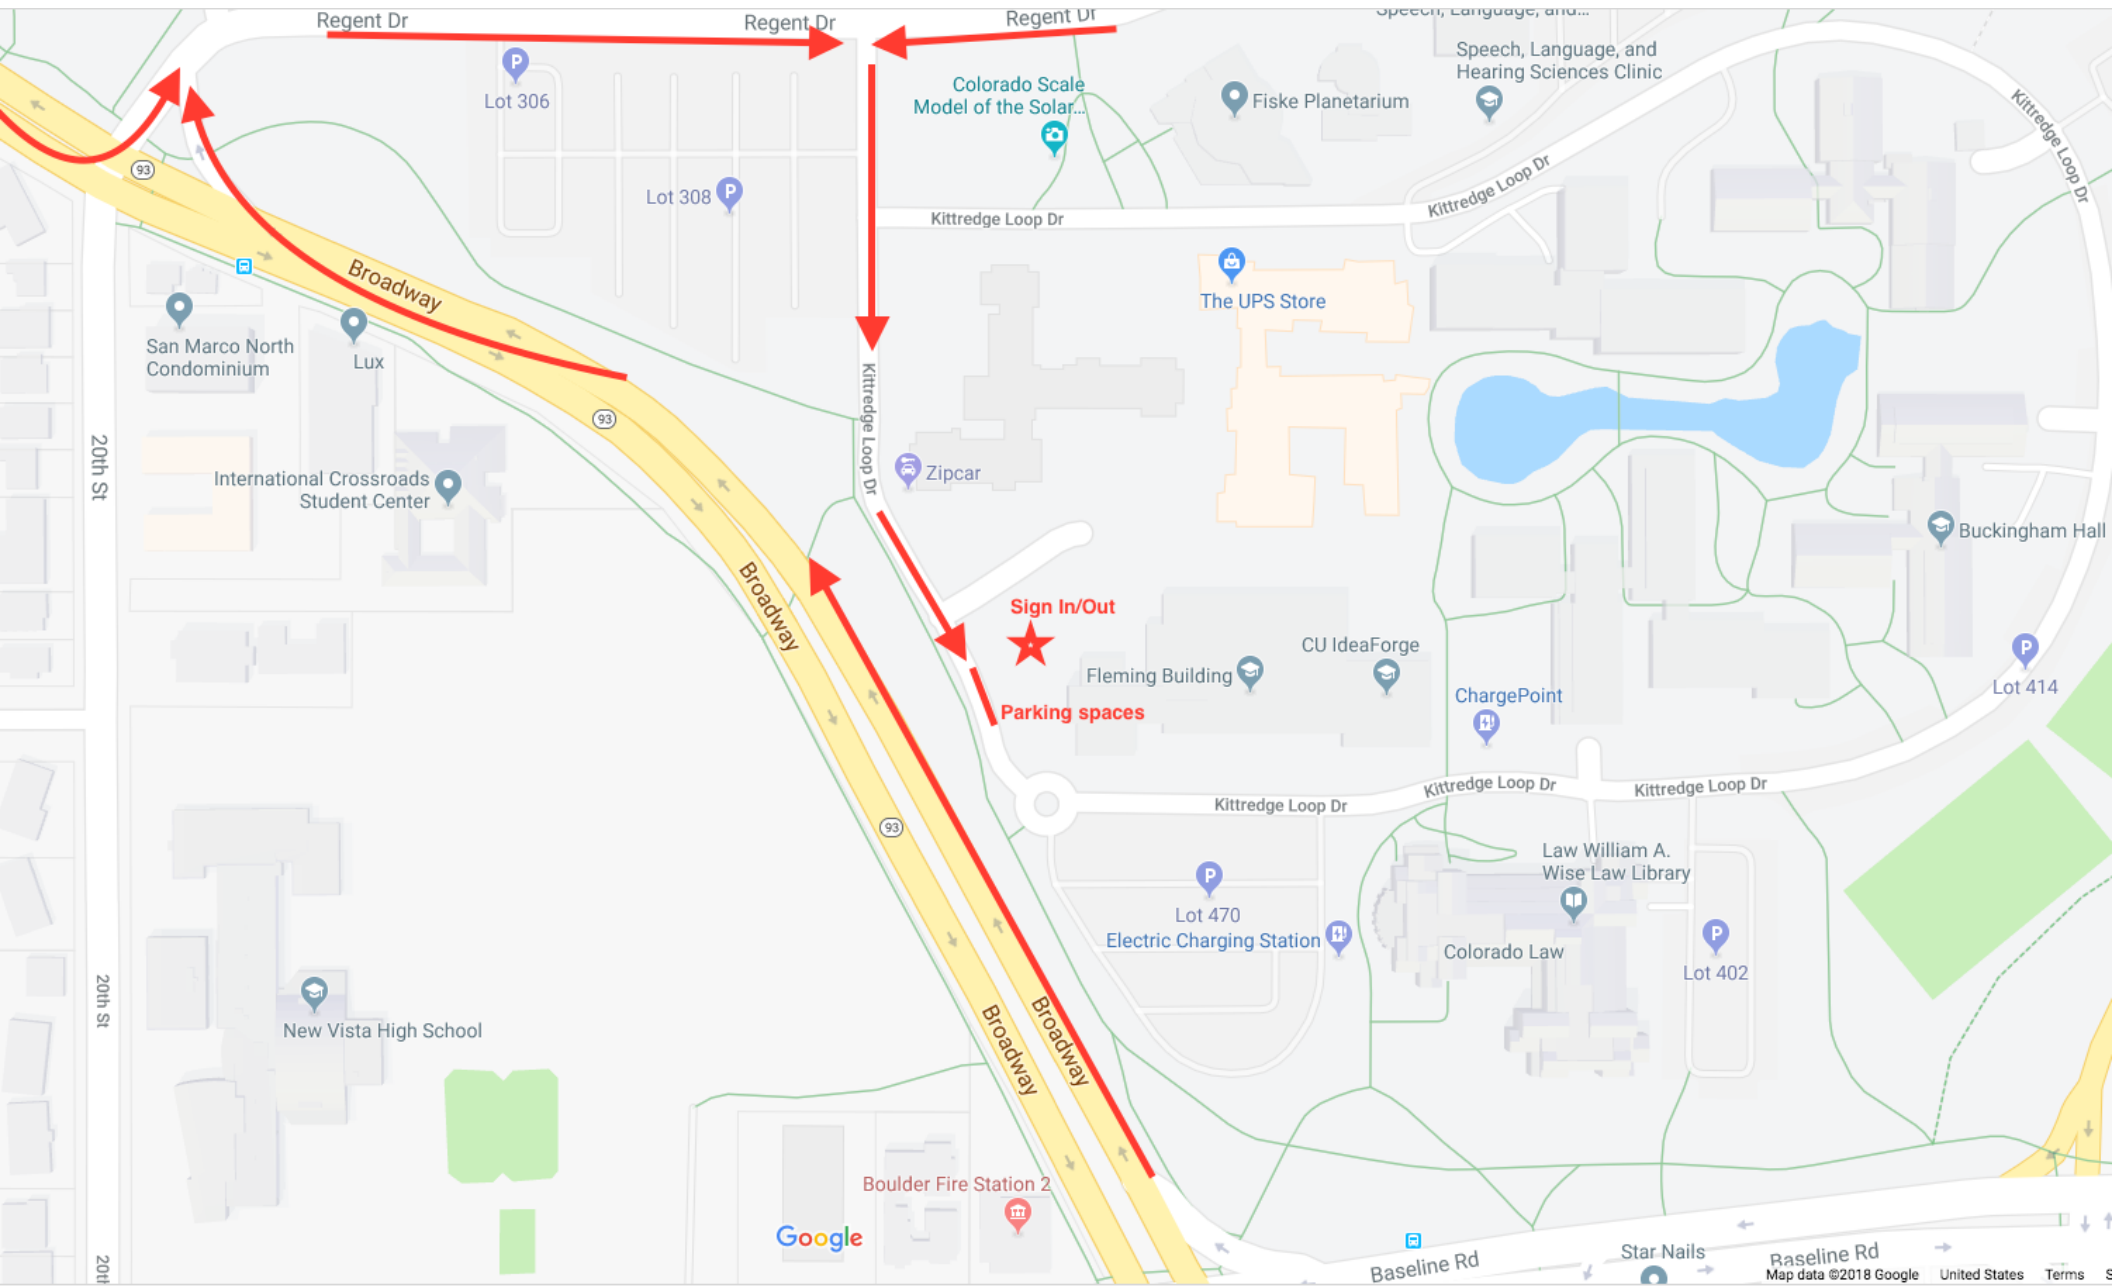 Regent Dr
Regent Dr
Regent Dr
Speech, Language, and...
Speech, Language, and
Hearing Sciences Clinic
P
Lot 306
Colorado Scale
Model of the Solar...
Fiske Planetarium
Kittredge Loop Dr
93
Lot 308
P
Kittredge Loop Dr
Kittredge Loop Dr
Broadway
The UPS Store
San Marco North
Condominium
Lux
93
Kittredge Loop Dr
20th St
International Crossroads
Student Center
Zipcar
Buckingham Hall
Broadway
Sign In/Out
CU IdeaForge
Fleming Building
P
Lot 414
ChargePoint
Parking spaces
Kittredge Loop Dr
Kittredge Loop Dr
Kittredge Loop Dr
93
Law William A.
Wise Law Library
P
Lot 470
Electric Charging Station
Colorado Law
P
Lot 402
20th St
New Vista High School
Broadway
Broadway
Boulder Fire Station 2
Google
20th
Baseline Rd
Star Nails
Baseline Rd
Map data ©2018 Google
United States
Terms
S